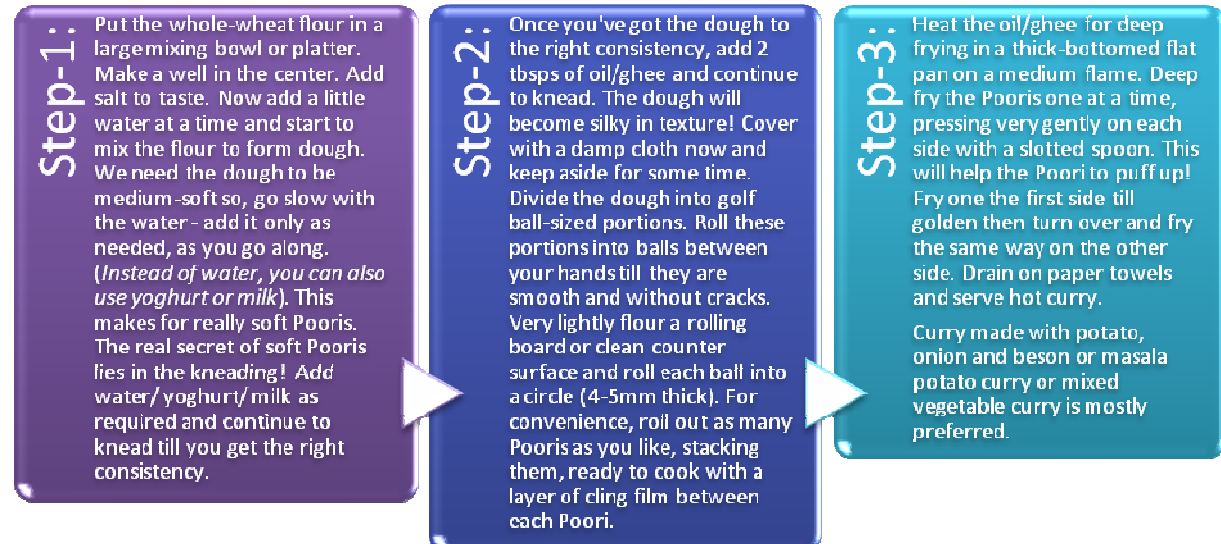 Step-1:
Put the whole-wheat flour in a
large mixing bowl or platter.
Make a well in the center. Add
salt to taste. Now add a little
water at a time and start to
mix the flour to form dough.
We need the dough to be
medium-soft so, go slow with
the water - add it only as
needed, as you go along.
(Instead of water, you can also
use yoghurt or milk). This
makes for really soft Pooris.
The real secret of soft Pooris
lies in the kneading! Add
water/ yoghurt/ milk as
required and continue to
knead till you get the right
consistency.
Step-2:
Once you've got the dough to
the right consistency, add 2
tbsps of oil/ghee and continue
to knead. The dough will
become silky in texture! Cover
with a damp cloth now and
keep aside for some time.
Divide the dough into golf
ball-sized portions. Roll these
portions into balls between
your hands till they are
smooth and without cracks.
Very lightly flour a rolling
board or clean counter
surface and roll each ball into
a circle (4-5mm thick). For
convenience, roil out as many
Pooris as you like, stacking
them, ready to cook with a
layer of cling film between
each Poori.
Step-3:
Heat the oil/ghee for deep
frying in a thick-bottomed flat
pan on a medium flame. Deep
fry the Pooris one at a time,
pressing very gently on each
side with a slotted spoon. This
will help the Poori to puff up!
Fry one the first side till
golden then turn over and fry
the same way on the other
side. Drain on paper towels
and serve hot curry.
Curry made with potato,
onion and beson or masala
potato curry or mixed
vegetable curry is mostly
preferred.